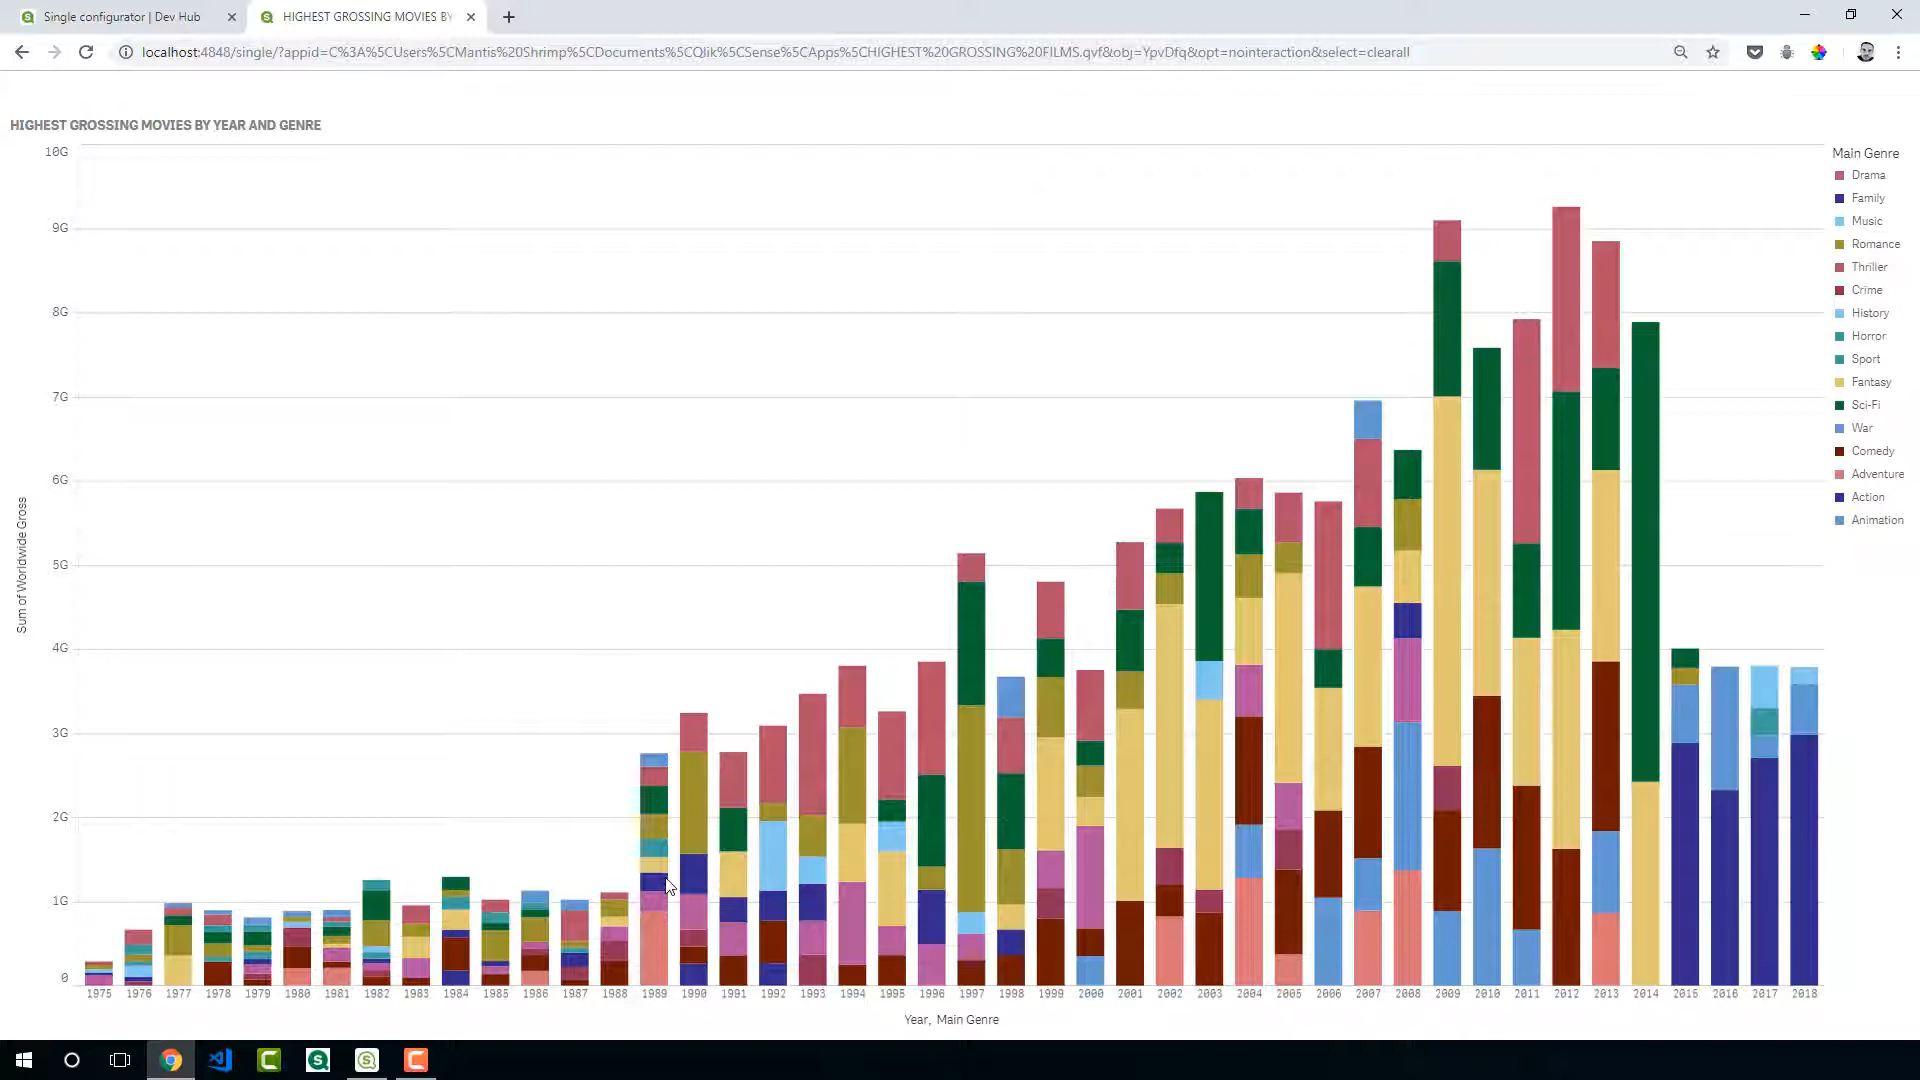 Single configurator | Dev Hub
HIGHEST GROSSING MOVIES BY
localhost:4848/single/?appid=C%3A%5CUsers%5CMantis%20Shrimp%5CDocuments%5CQlik%5CSense%5CApps%5CHIGHEST%20GROSSING%20FILMS.qvf&obj=YpvDfq&opt=nointeraction&select=clearall
HIGHEST GROSSING MOVIES BY YEAR AND GENRE
10G
9G
8G
7G
6G
5G
4G
3G
2G
1G
0
Sum of Worldwide Gross
1975 1976 1977 1978 1979 1980 1981 1982 1983 1984 1985 1986 1987 1988 1989 1990 1991 1992 1993 1994 1995 1996 1997 1998 1999 2000 2001 2002 2003 2004 2005 2006 2007 2008 2009 2010 2011 2012 2013 2014 2015 2016 2017 2018
Year, Main Genre
Main Genre
Drama
Family
Music
Romance
Thriller
Crime
History
Horror
Sport
Fantasy
Sci-Fi
War
Comedy
Adventure
Action
Animation